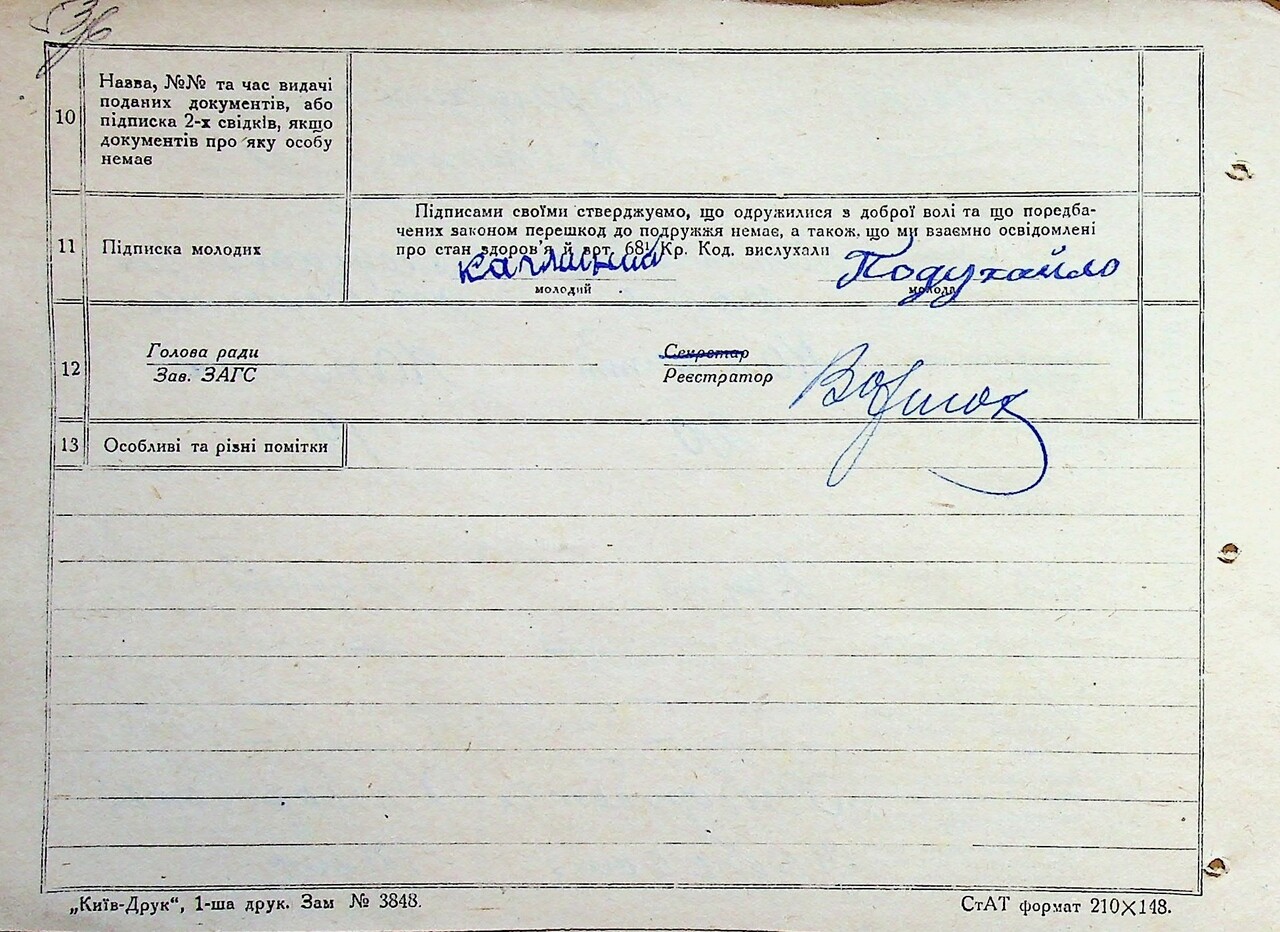 36
10
Назва, №№ та час видачі
поданих документів, або
підписка 2-х свідків, якщо
документів про яку особу
немає
11
Підписка молодих
Підписами своїми стверджуємо, що одружилися з доброї волі та що передба-
чених законом перешкод до подружжя немає, а також, що ми взаємно освідомлені
про стан здоров'я й арт. 68¹ Кр. Код. вислухали
Подухайло
молодий
молода
12
Голова ради
Секретар
Зав. ЗАГС
Реєстратор
13
Особливі та різні помітки
„Київ-Друк“, 1-ша друк. Зам № 3848.
СтАТ формат 210×148.